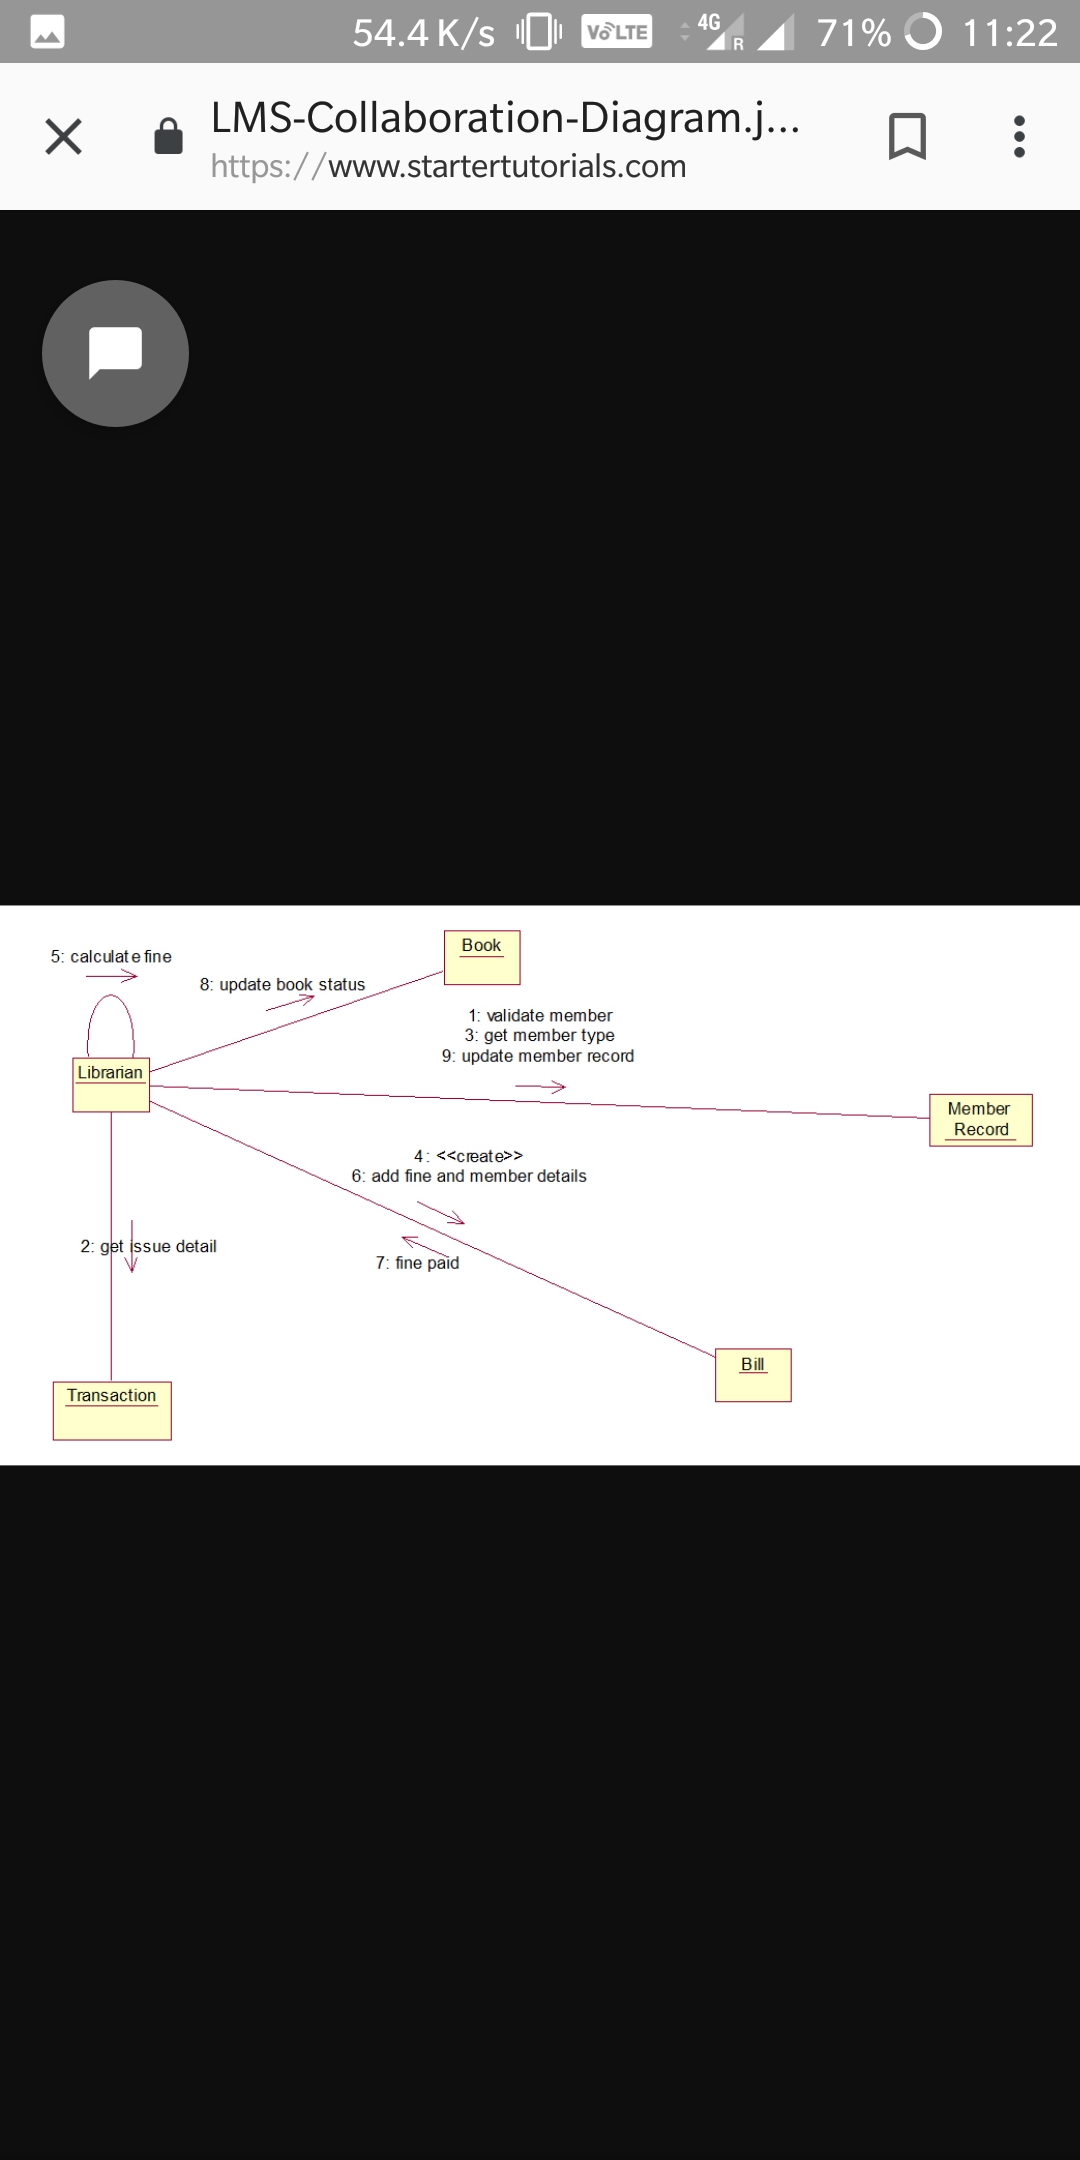 54.4 K/s VoLTE 4G R 71% 11:22
LMS-Collaboration-Diagram.j...
https://www.startertutorials.com
Book
5: calculate fine
8: update book status
1: validate member
3: get member type
9: update member record
Librarian
Member
Record
4: <<create>>
6: add fine and member details
2: get issue detail
7: fine paid
Bill
Transaction